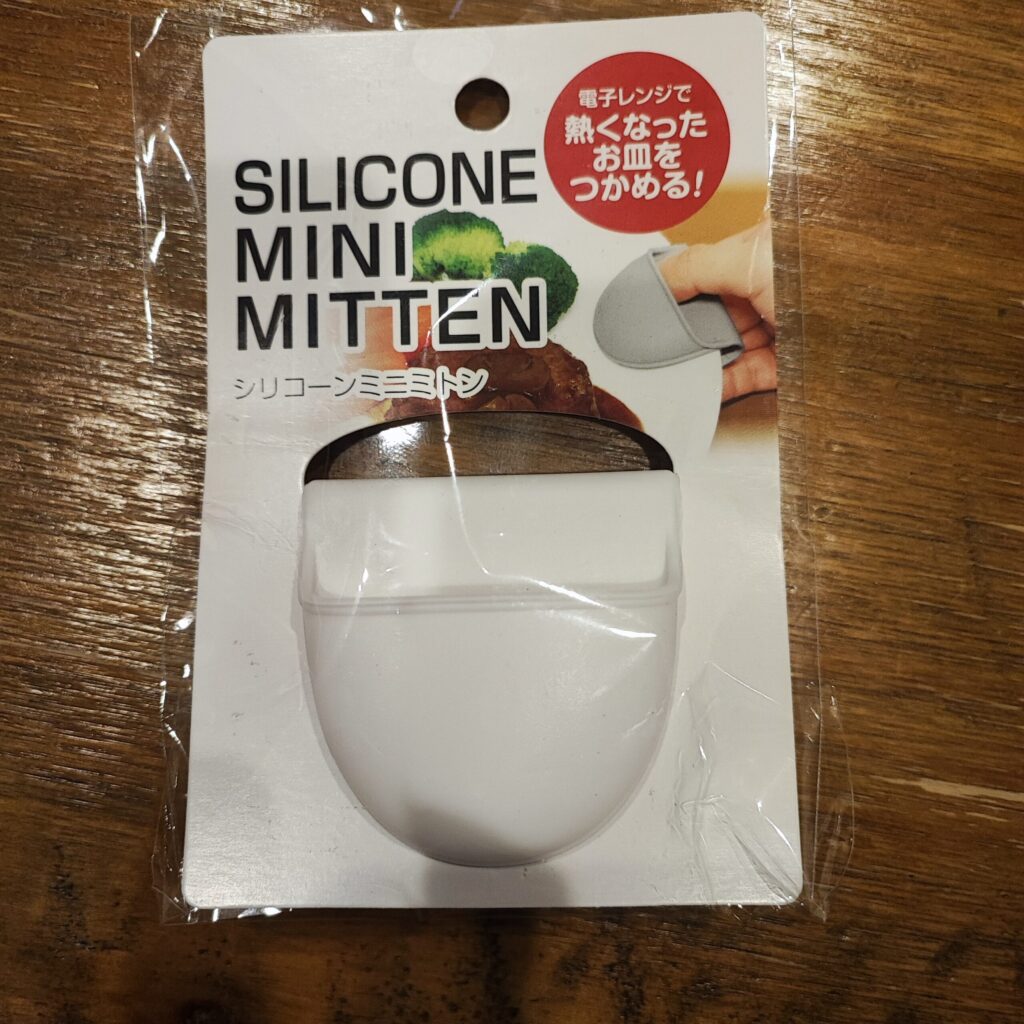 SILICONE
MINI
MITTEN
シリコーンミニミトン
電子レンジで
熱くなった
お皿を
つかめる!